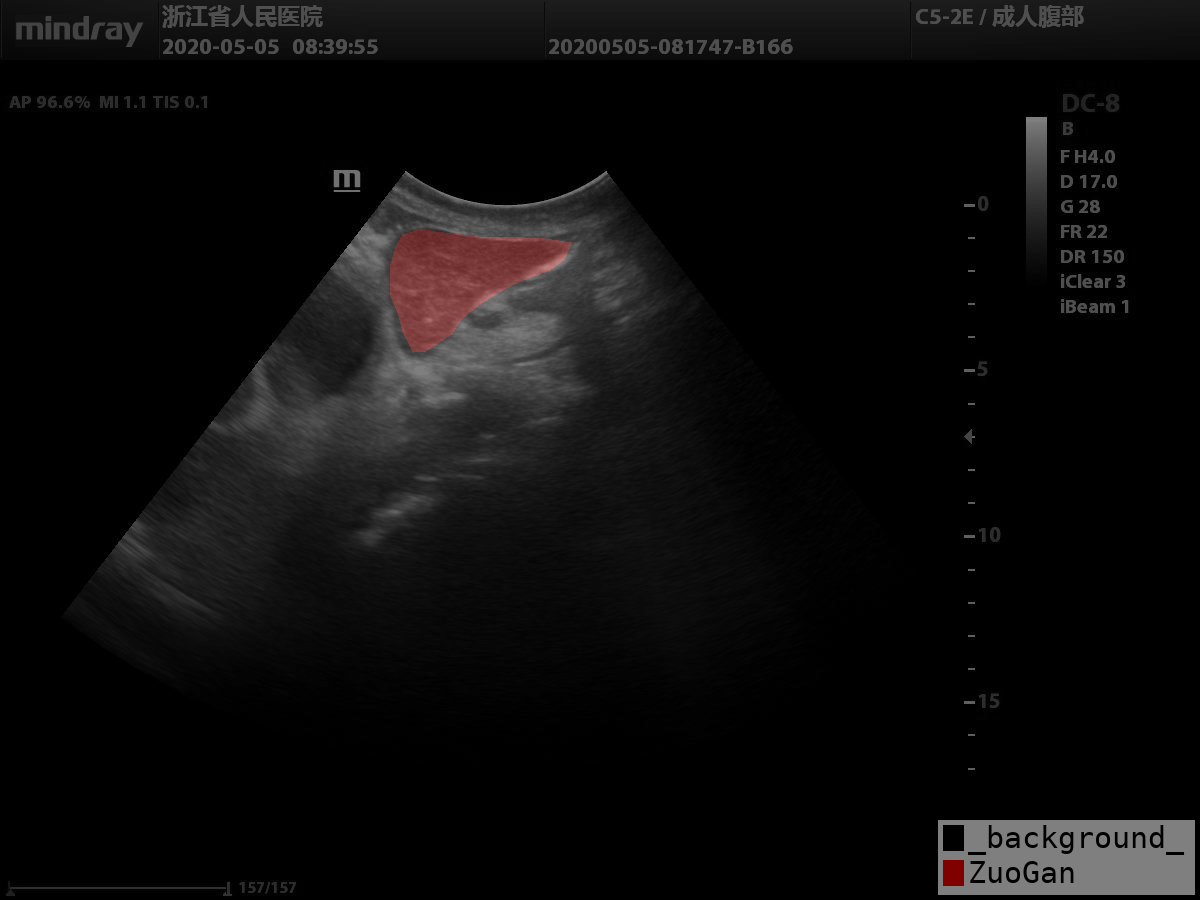 mindray
浙江省人民医院
2020-05-05 08:39:55
20200505-081747-B166
C5-2E / 成人腹部
AP 96.6% MI 1.1 TIS 0.1
m
DC-8
B
F H4.0
D 17.0
G 28
FR 22
DR 150
iClear 3
iBeam 1
0
5
10
15
157/157
_background_
ZuoGan